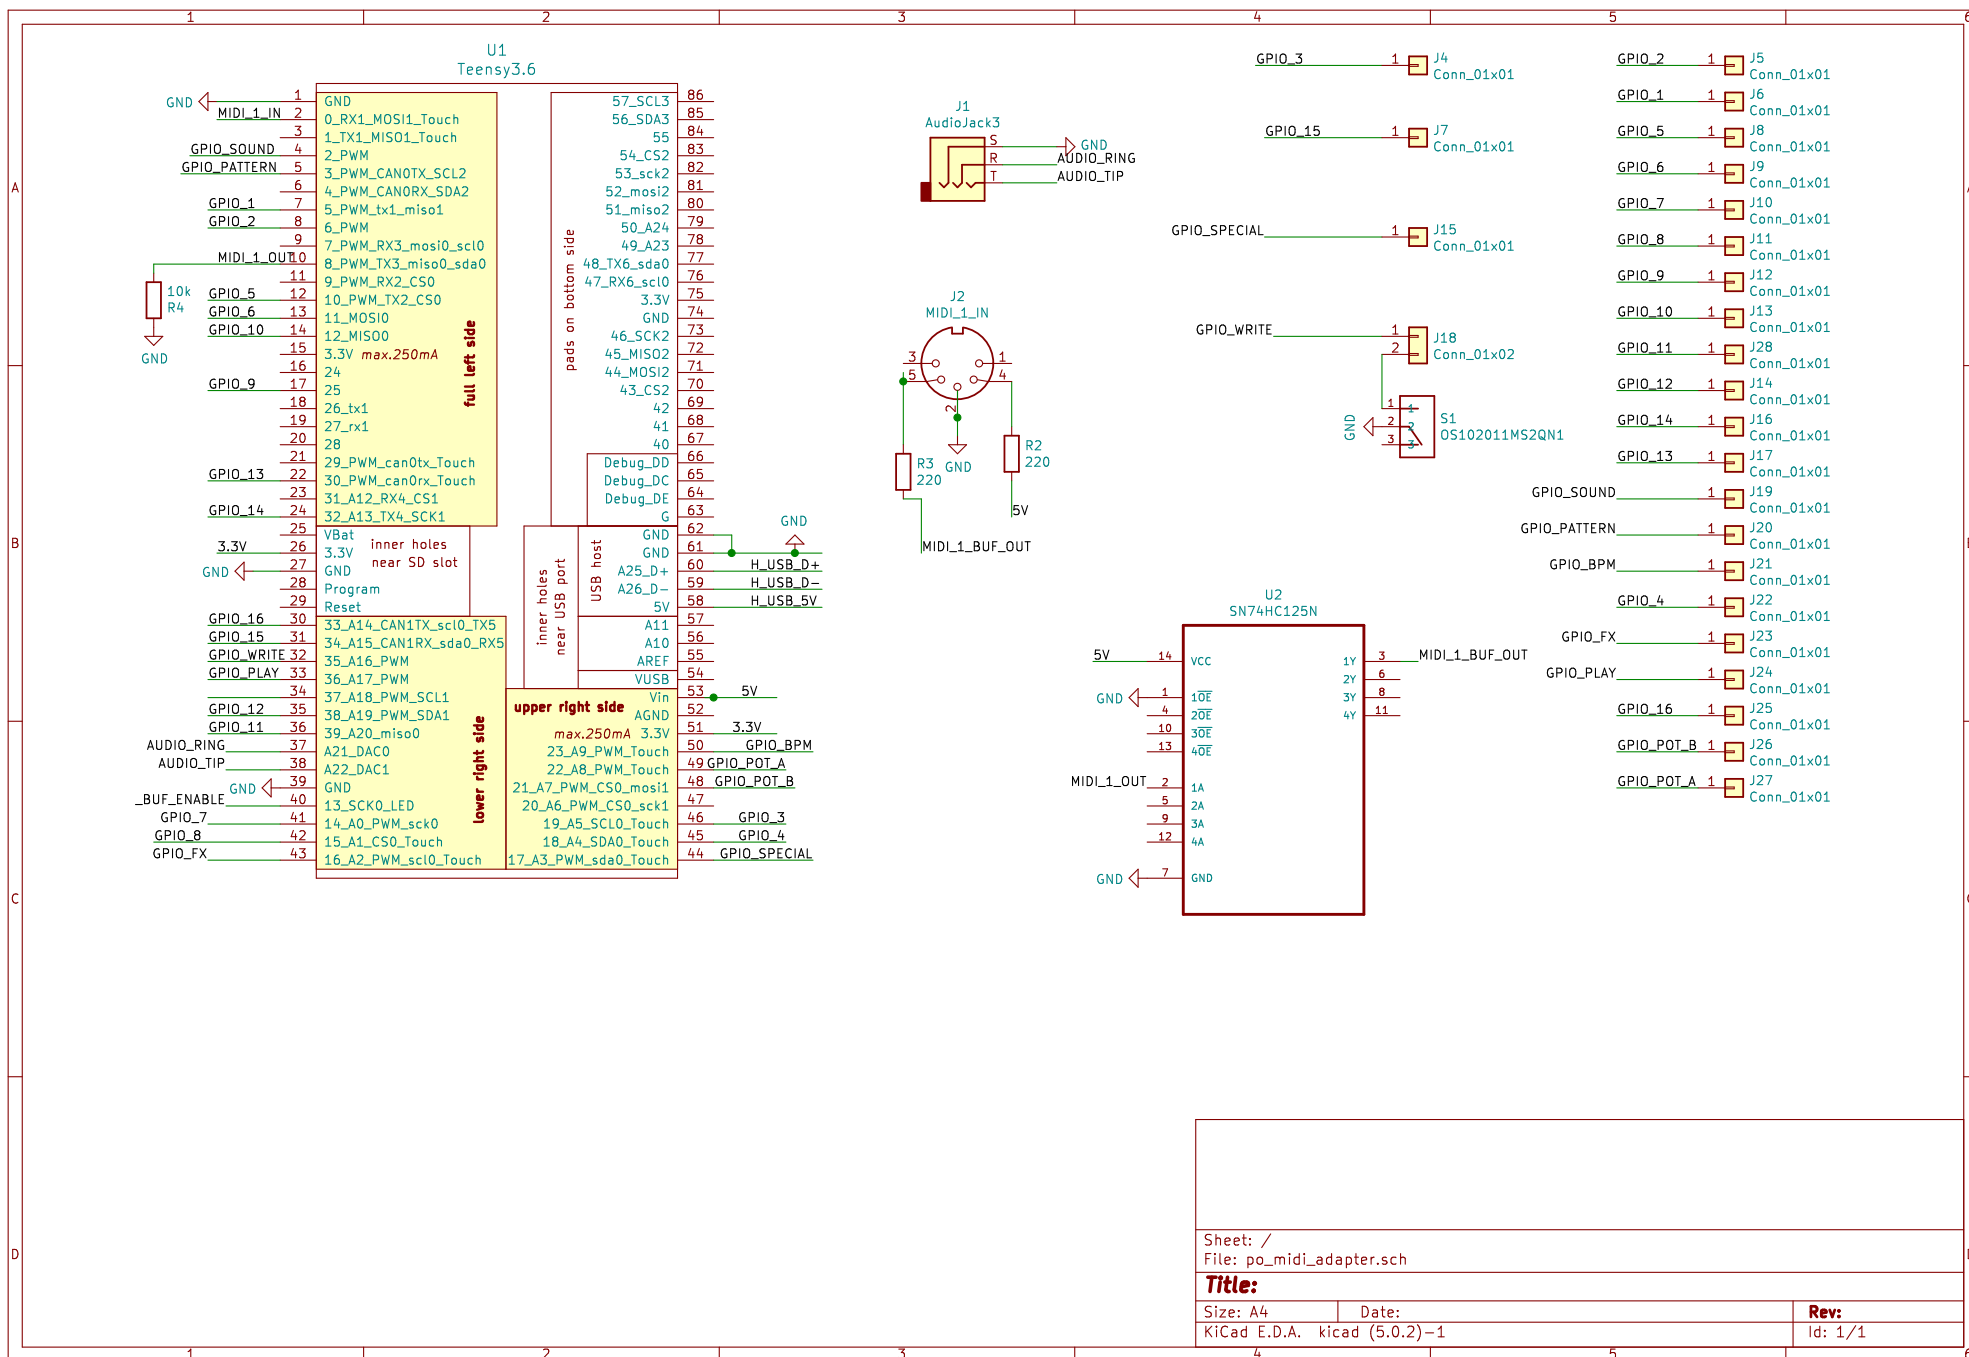 1 2 3 4 5 6
A
B
C
D
U1
Teensy3.6
GND
MIDI_1_IN
GPIO_SOUND
GPIO_PATTERN
GPIO_1
GPIO_2
MIDI_1_OUT
10k
R4
GND
GPIO_5
GPIO_6
GPIO_10
GPIO_9
GPIO_13
GPIO_14
3.3V
GND
GPIO_16
GPIO_15
GPIO_WRITE
GPIO_PLAY
GPIO_12
GPIO_11
AUDIO_RING
AUDIO_TIP
GND
_BUF_ENABLE
GPIO_7
GPIO_8
GPIO_FX
1 GND
2 0_RX1_MOSI1_Touch
3 1_TX1_MISO1_Touch
4 2_PWM
5 3_PWM_CAN0TX_SCL2
6 4_PWM_CAN0RX_SDA2
7 5_PWM_tx1_miso1
8 6_PWM
9 7_PWM_RX3_mosi0_scl0
10 8_PWM_TX3_miso0_sda0
11 9_PWM_RX2_CS0
12 10_PWM_TX2_CS0
13 11_MOSI0
14 12_MISO0
15 3.3V max.250mA
16 24
17 25
18 26_tx1
19 27_rx1
20 28
21 29_PWM_can0tx_Touch
22 30_PWM_can0rx_Touch
23 31_A12_RX4_CS1
24 32_A13_TX4_SCK1
25 VBat
26 3.3V
27 GND
28 Program
29 Reset
30 33_A14_CAN1TX_scl0_TX5
31 34_A15_CAN1RX_sda0_RX5
32 35_A16_PWM
33 36_A17_PWM
34 37_A18_PWM_SCL1
35 38_A19_PWM_SDA1
36 39_A20_miso0
37 A21_DAC0
38 A22_DAC1
39 GND
40 13_SCK0_LED
41 14_A0_PWM_sck0
42 15_A1_CS0_Touch
43 16_A2_PWM_scl0_Touch
full left side
inner holes
near SD slot
lower right side
pads on bottom side
inner holes
near USB port
USB host
upper right side
57_SCL3 86
56_SDA3 85
55 84
54_CS2 83
53_sck2 82
52_mosi2 81
51_miso2 80
50_A24 79
49_A23 78
48_TX6_sda0 77
47_RX6_scl0 76
3.3V 75
GND 74
46_SCK2 73
45_MISO2 72
44_MOSI2 71
43_CS2 70
42 69
41 68
40 67
Debug_DD 66
Debug_DC 65
Debug_DE 64
G 63
GND 62
GND 61
A25_D+ 60
A26_D- 59
5V 58
A11 57
A10 56
AREF 55
VUSB 54
Vin 53
AGND 52
max.250mA 3.3V 51
23_A9_PWM_Touch 50
22_A8_PWM_Touch 49
21_A7_PWM_CS0_mosi1 48
20_A6_PWM_CS0_sck1 47
19_A5_SCL0_Touch 46
18_A4_SDA0_Touch 45
17_A3_PWM_sda0_Touch 44
GND
H_USB_D+
H_USB_D-
H_USB_5V
5V
3.3V
GPIO_BPM
GPIO_POT_A
GPIO_POT_B
GPIO_3
GPIO_4
GPIO_SPECIAL
J1
AudioJack3
S GND
R AUDIO_RING
T AUDIO_TIP
J2
MIDI_1_IN
3 1
5 4
2
GND
R3
220
R2
220
5V
MIDI_1_BUF_OUT
GPIO_3 1 J4
Conn_01x01
GPIO_15 1 J7
Conn_01x01
GPIO_SPECIAL 1 J15
Conn_01x01
GPIO_WRITE 1 J18
2 Conn_01x02
GND
1 1
2 2
3 3
S1
OS102011MS2QN1
U2
SN74HC125N
5V 14 VCC
GND 1 1OE
4 2OE
10 3OE
13 4OE
MIDI_1_OUT 2 1A
5 2A
9 3A
12 4A
GND 7 GND
1Y 3 MIDI_1_BUF_OUT
2Y 6
3Y 8
4Y 11
GPIO_2 1 J5
Conn_01x01
GPIO_1 1 J6
Conn_01x01
GPIO_5 1 J8
Conn_01x01
GPIO_6 1 J9
Conn_01x01
GPIO_7 1 J10
Conn_01x01
GPIO_8 1 J11
Conn_01x01
GPIO_9 1 J12
Conn_01x01
GPIO_10 1 J13
Conn_01x01
GPIO_11 1 J28
Conn_01x01
GPIO_12 1 J14
Conn_01x01
GPIO_14 1 J16
Conn_01x01
GPIO_13 1 J17
Conn_01x01
GPIO_SOUND 1 J19
Conn_01x01
GPIO_PATTERN 1 J20
Conn_01x01
GPIO_BPM 1 J21
Conn_01x01
GPIO_4 1 J22
Conn_01x01
GPIO_FX 1 J23
Conn_01x01
GPIO_PLAY 1 J24
Conn_01x01
GPIO_16 1 J25
Conn_01x01
GPIO_POT_B 1 J26
Conn_01x01
GPIO_POT_A 1 J27
Conn_01x01
Sheet: /
File: po_midi_adapter.sch
Title:
Size: A4 Date: Rev:
KiCad E.D.A. kicad (5.0.2)-1 Id: 1/1
1 2 3 4 5 6